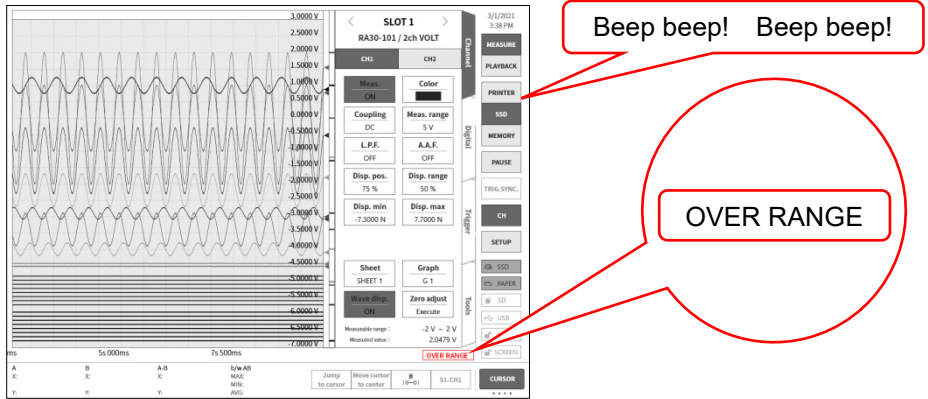 3.0000 V
2.5000 V
2.0000 V
1.5000 V
1.0000 V
0.5000 V
0.0000 V
-0.5000 V
-1.0000 V
-1.5000 V
-2.0000 V
-2.5000 V
-3.0000 V
-3.5000 V
-4.0000 V
-4.5000 V
-5.0000 V
-5.5000 V
-6.0000 V
-6.5000 V
-7.0000 V
ms 5s000ms 7s500ms
SLOT 1
RA30-101 / 2ch VOLT
CH1 CH2
Meas. Color
ON
Coupling Meas. range
DC 5 V
L.P.F. A.A.F.
OFF OFF
Disp. pos. Disp. range
75 % 50 %
Disp. min Disp. max
-7.3000 N 7.7000 N
Sheet Graph
SHEET 1 G 1
Wave disp. Zero adjust
ON Execute
Measurable range : -2 V ~ 2 V
Measured value : 2.0479 V
OVER RANGE
Channel
Digital
Trigger
Tools
3/1/2021
3:38 PM
MEASURE
PLAYBACK
PRINTER
SSD
MEMORY
PAUSE
TRIG.SYNC.
CH
SETUP
SSD
PAPER
SD
USB
SCREEN
A B A-B b/w AB
X: X: X: MAX:
MIN:
Y: Y: Y: AVG:
Jump to cursor
Move cursor to center
B
S1-CH1
CURSOR
Beep beep! Beep beep!
OVER RANGE